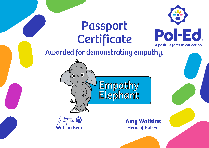 Passport
Certificate
Pol-Ed
Awarded for demonstrating empathy.
Empathy
Elephant
Amy Watkins